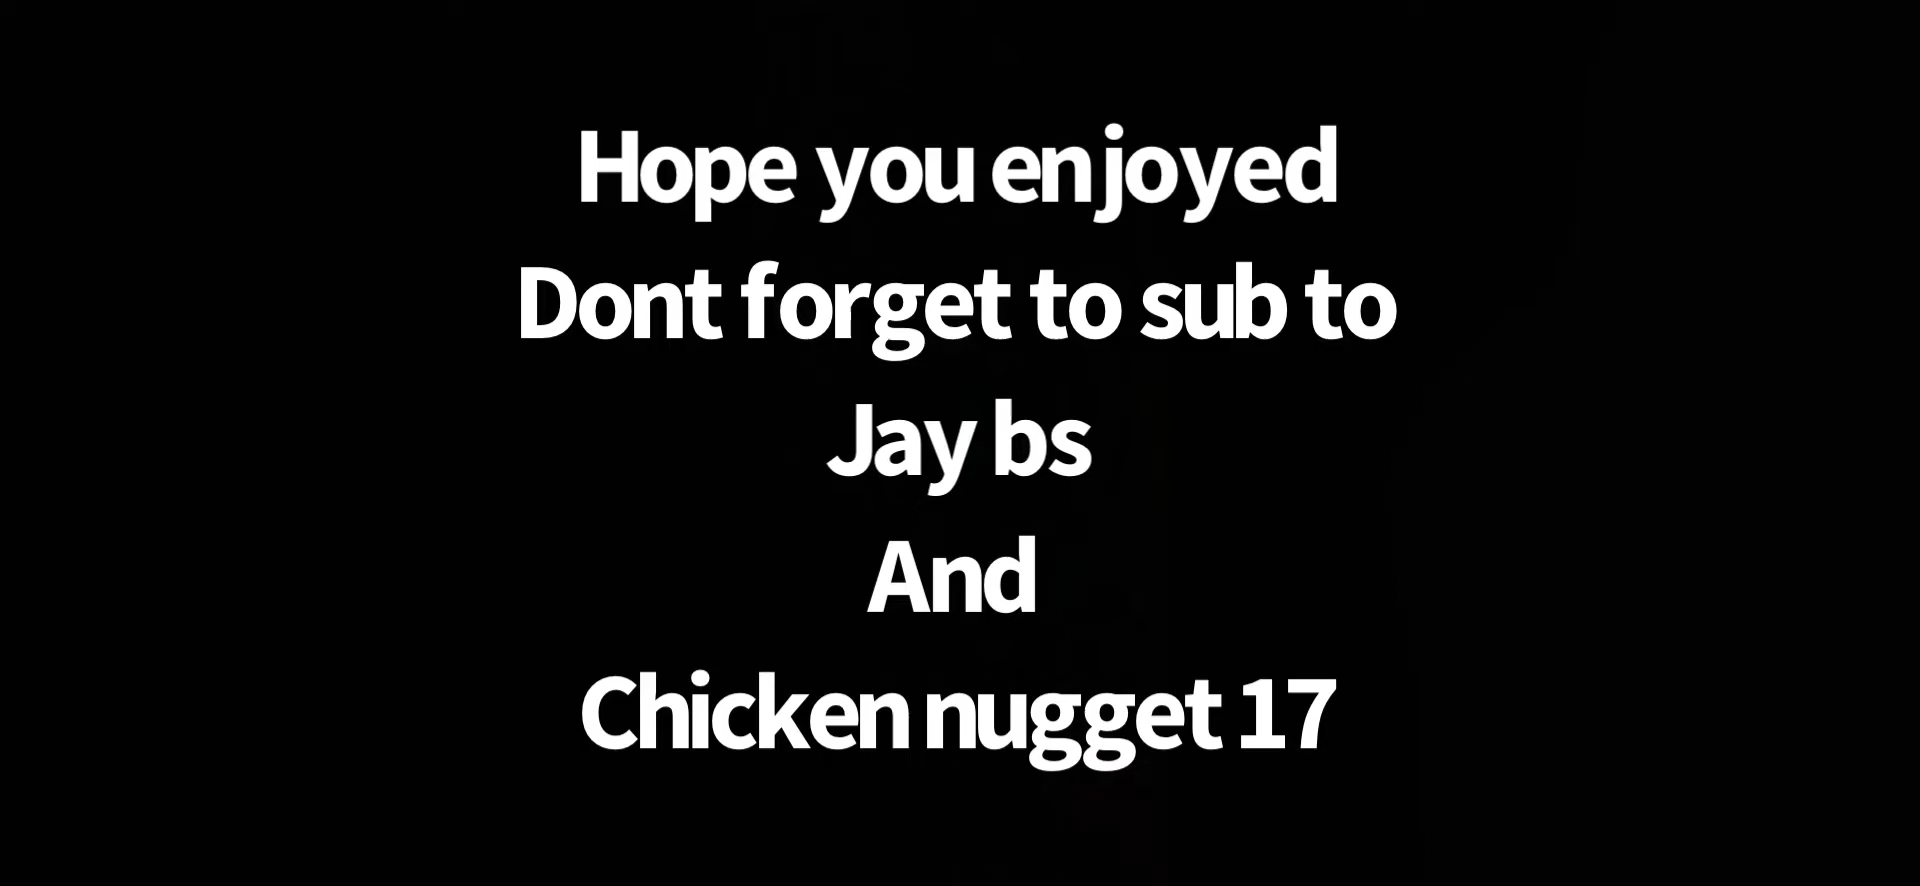 Hope you enjoyed
Dont forget to sub to
Jay bs
And
Chicken nugget 17